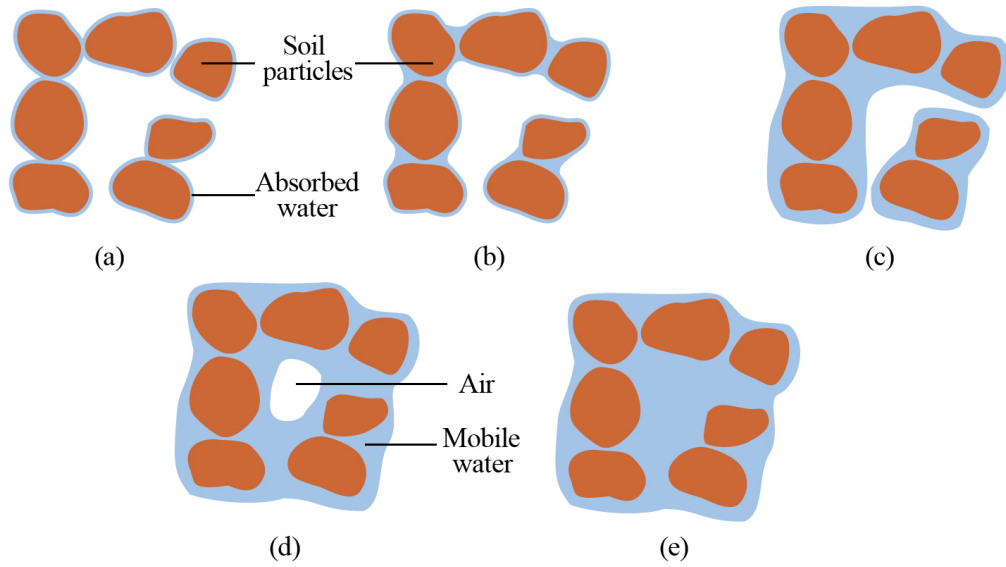 Soil
particles
Absorbed
water
(a)
(b)
(c)
Air
Mobile
water
(d)
(e)